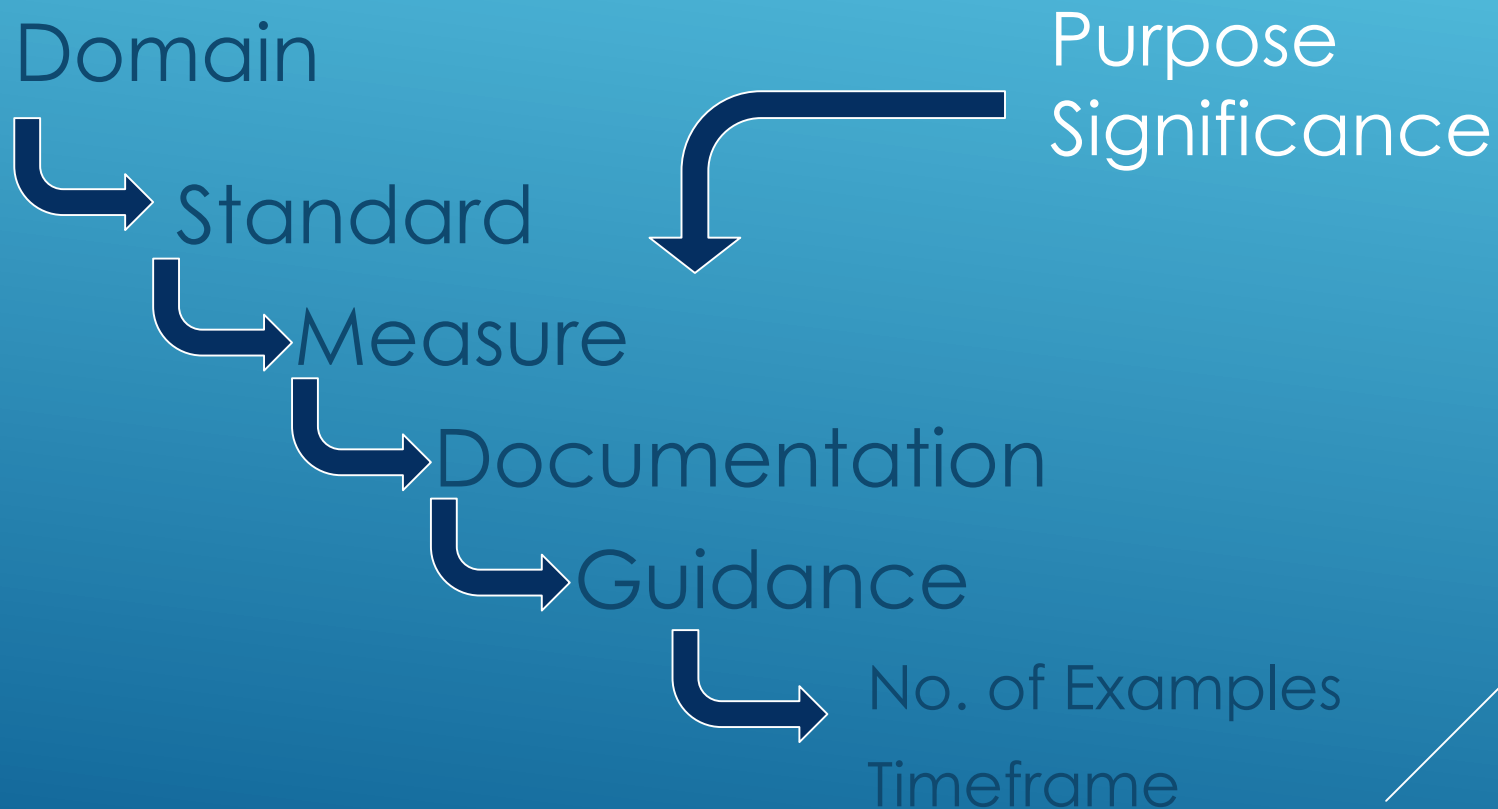 Domain
Purpose
Significance
Standard
Measure
Documentation
Guidance
No. of Examples
Timeframe